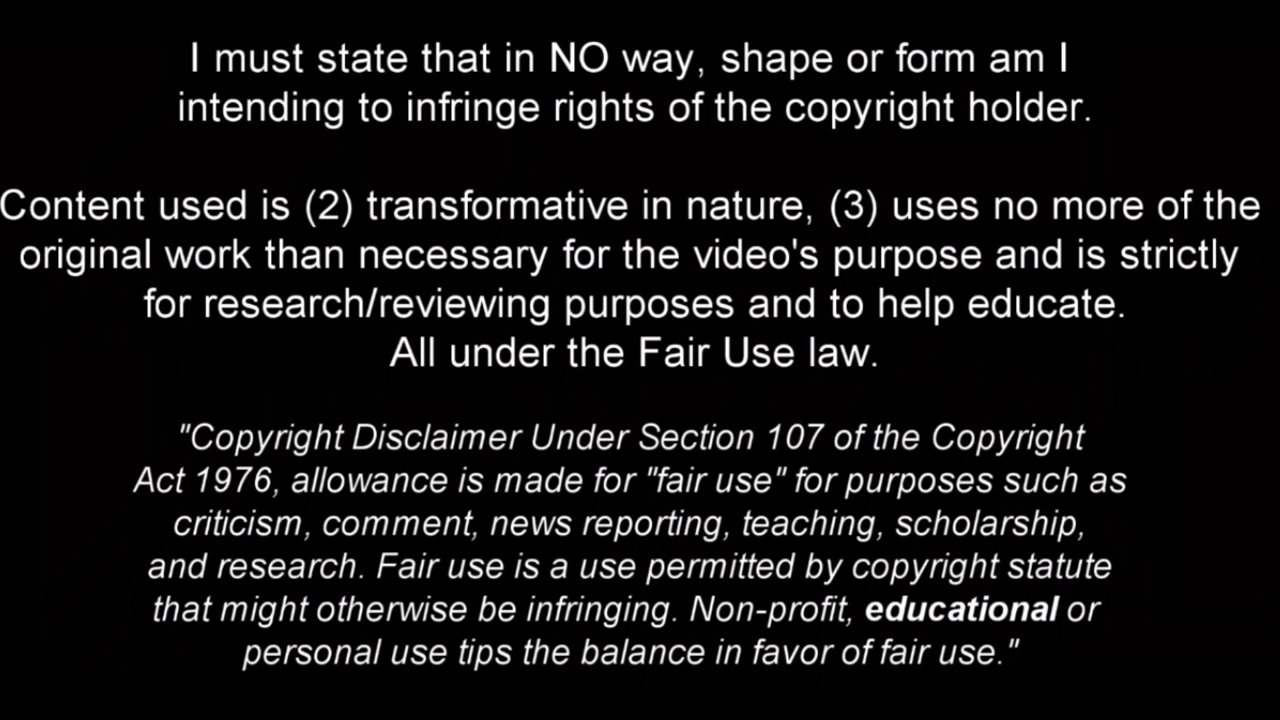 I must state that in NO way, shape or form am I
intending to infringe rights of the copyright holder.
Content used is (2) transformative in nature, (3) uses no more of the
original work than necessary for the video's purpose and is strictly
for research/reviewing purposes and to help educate.
All under the Fair Use law.
"Copyright Disclaimer Under Section 107 of the Copyright
Act 1976, allowance is made for "fair use" for purposes such as
criticism, comment, news reporting, teaching, scholarship,
and research. Fair use is a use permitted by copyright statute
that might otherwise be infringing. Non-profit, educational or
personal use tips the balance in favor of fair use."